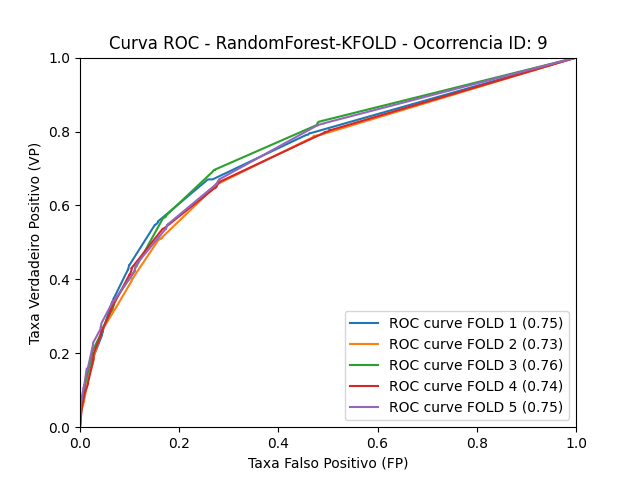 Curva ROC - RandomForest-KFOLD - Ocorrencia ID: 9
Taxa Verdadeiro Positivo (VP)
1.0
0.8
0.6
0.4
0.2
0.0
ROC curve FOLD 1 (0.75)
ROC curve FOLD 2 (0.73)
ROC curve FOLD 3 (0.76)
ROC curve FOLD 4 (0.74)
ROC curve FOLD 5 (0.75)
0.0 0.2 0.4 0.6 0.8 1.0
Taxa Falso Positivo (FP)